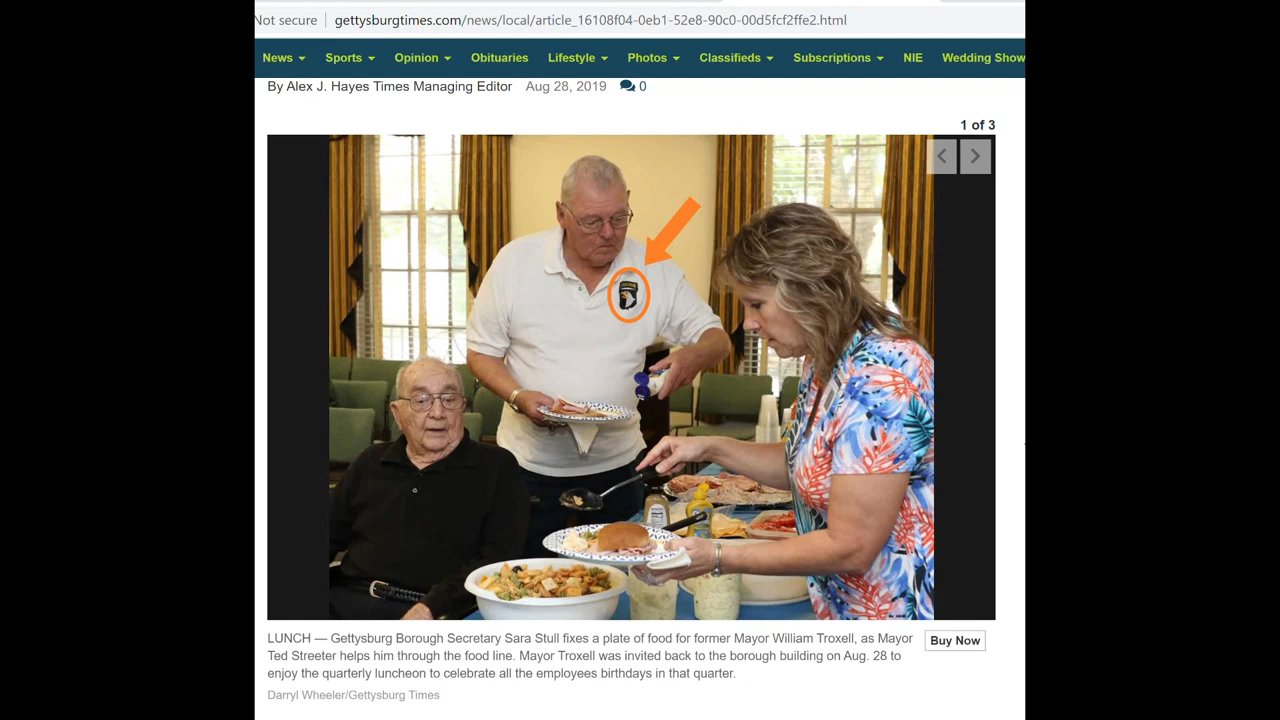 Not secure gettysburgtimes.com/news/local/article_16108f04-0eb1-52e8-90c0-00d5fcf2ffe2.html
News Sports Opinion Obituaries Lifestyle Photos Classifieds Subscriptions NIE Wedding Show
By Alex J. Hayes Times Managing Editor Aug 28, 2019 0
1 of 3
LUNCH — Gettysburg Borough Secretary Sara Stull fixes a plate of food for former Mayor William Troxell, as Mayor
Ted Streeter helps him through the food line. Mayor Troxell was invited back to the borough building on Aug. 28 to
enjoy the quarterly luncheon to celebrate all the employees birthdays in that quarter.
Buy Now
Darryl Wheeler/Gettysburg Times